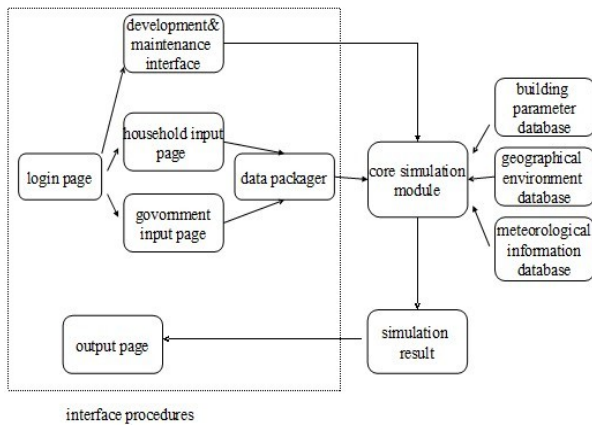 development&
maintenance
interface
household input
page
login page
data packager
govornment
input page
core simulation
module
building
parameter
database
geographical
environment
database
meteorological
information
database
output page
simulation
result
interface procedures